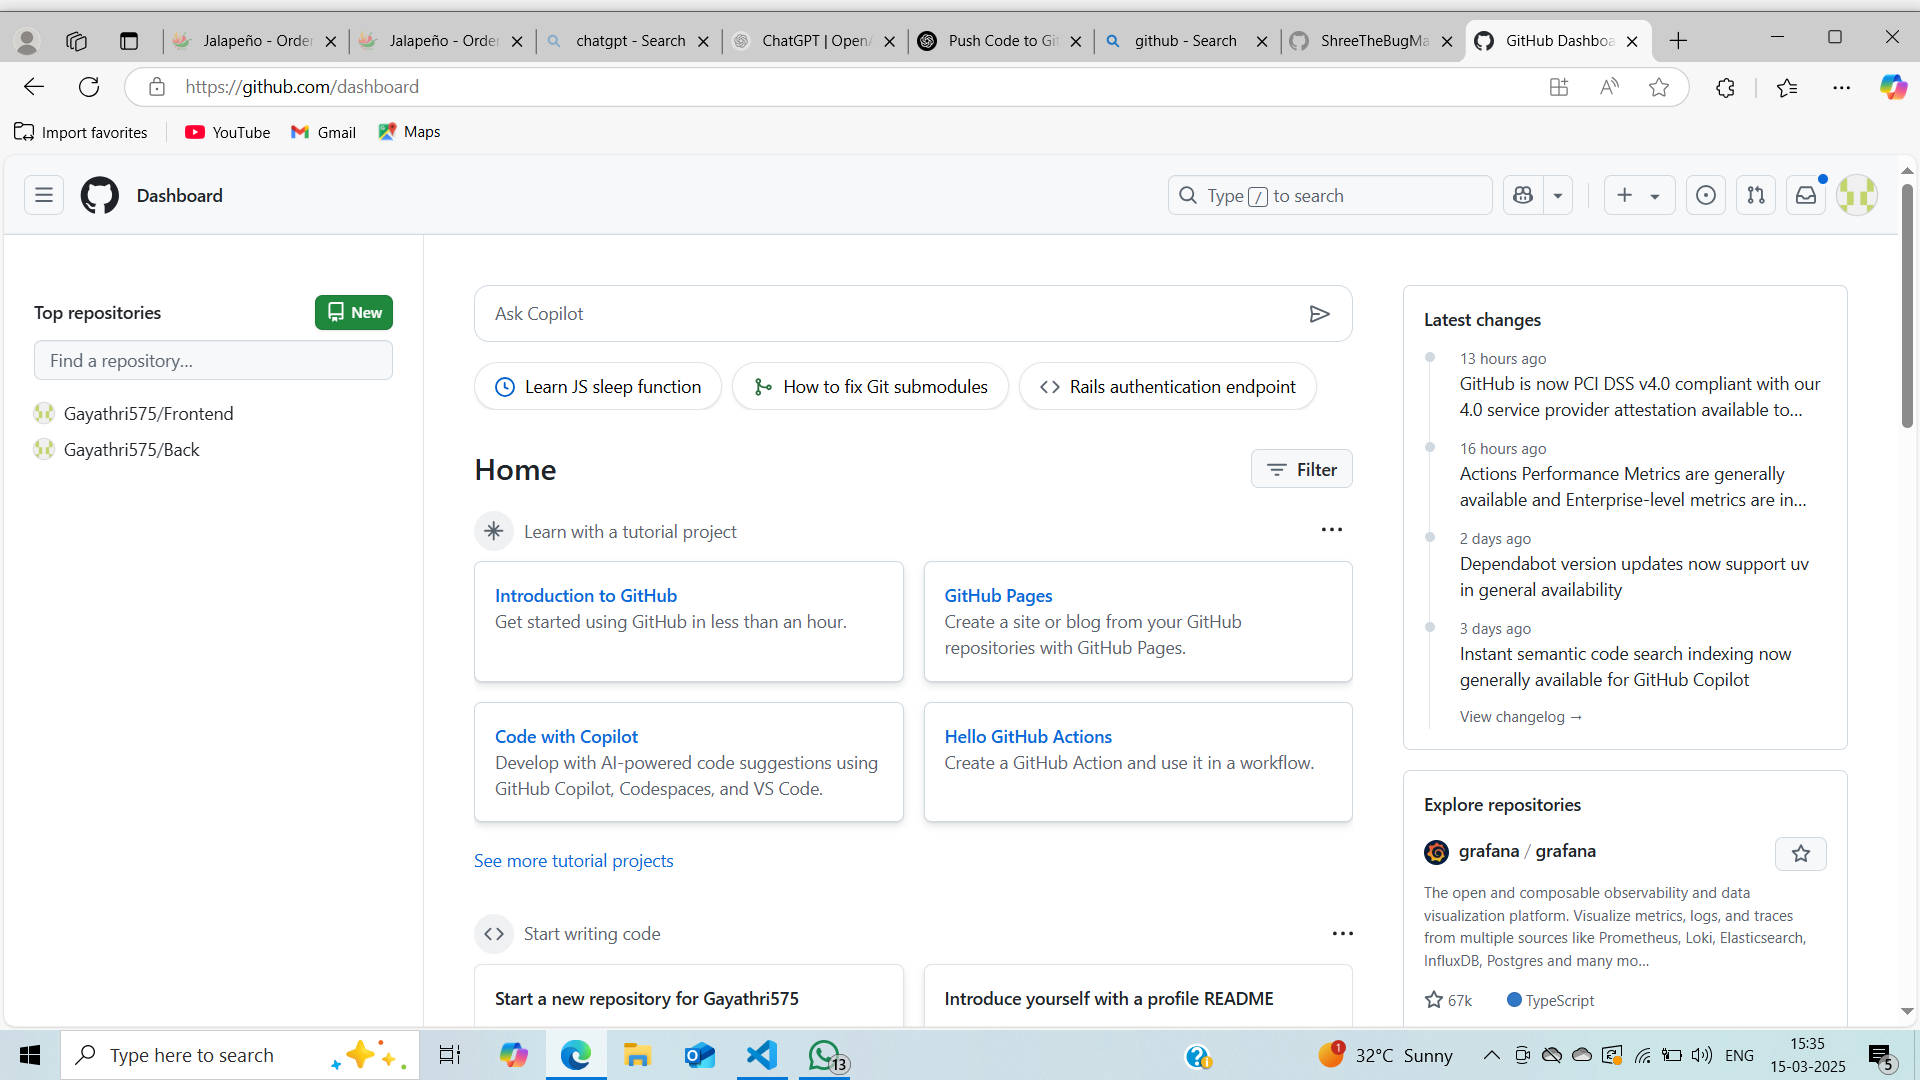 Jalapeño - Order
Jalapeño - Order
chatgpt - Search
ChatGPT | OpenA
Push Code to Git
github - Search
ShreeTheBugMa
GitHub Dashboa
https://github.com/dashboard
Import favorites
YouTube
Gmail
Maps
Dashboard
Type / to search
Top repositories
New
Find a repository...
Gayathri575/Frontend
Gayathri575/Back
Ask Copilot
Learn JS sleep function
How to fix Git submodules
Rails authentication endpoint
Home
Filter
Learn with a tutorial project
Introduction to GitHub
Get started using GitHub in less than an hour.
GitHub Pages
Create a site or blog from your GitHub
repositories with GitHub Pages.
Code with Copilot
Develop with AI-powered code suggestions using
GitHub Copilot, Codespaces, and VS Code.
Hello GitHub Actions
Create a GitHub Action and use it in a workflow.
See more tutorial projects
Start writing code
Start a new repository for Gayathri575
Introduce yourself with a profile README
Latest changes
13 hours ago
GitHub is now PCI DSS v4.0 compliant with our
4.0 service provider attestation available to...
16 hours ago
Actions Performance Metrics are generally
available and Enterprise-level metrics are in...
2 days ago
Dependabot version updates now support uv
in general availability
3 days ago
Instant semantic code search indexing now
generally available for GitHub Copilot
View changelog →
Explore repositories
grafana / grafana
The open and composable observability and data
visualization platform. Visualize metrics, logs, and traces
from multiple sources like Prometheus, Loki, Elasticsearch,
InfluxDB, Postgres and many mo...
67k
TypeScript
Type here to search
13
1
32°C Sunny
ENG
15:35
15-03-2025
5